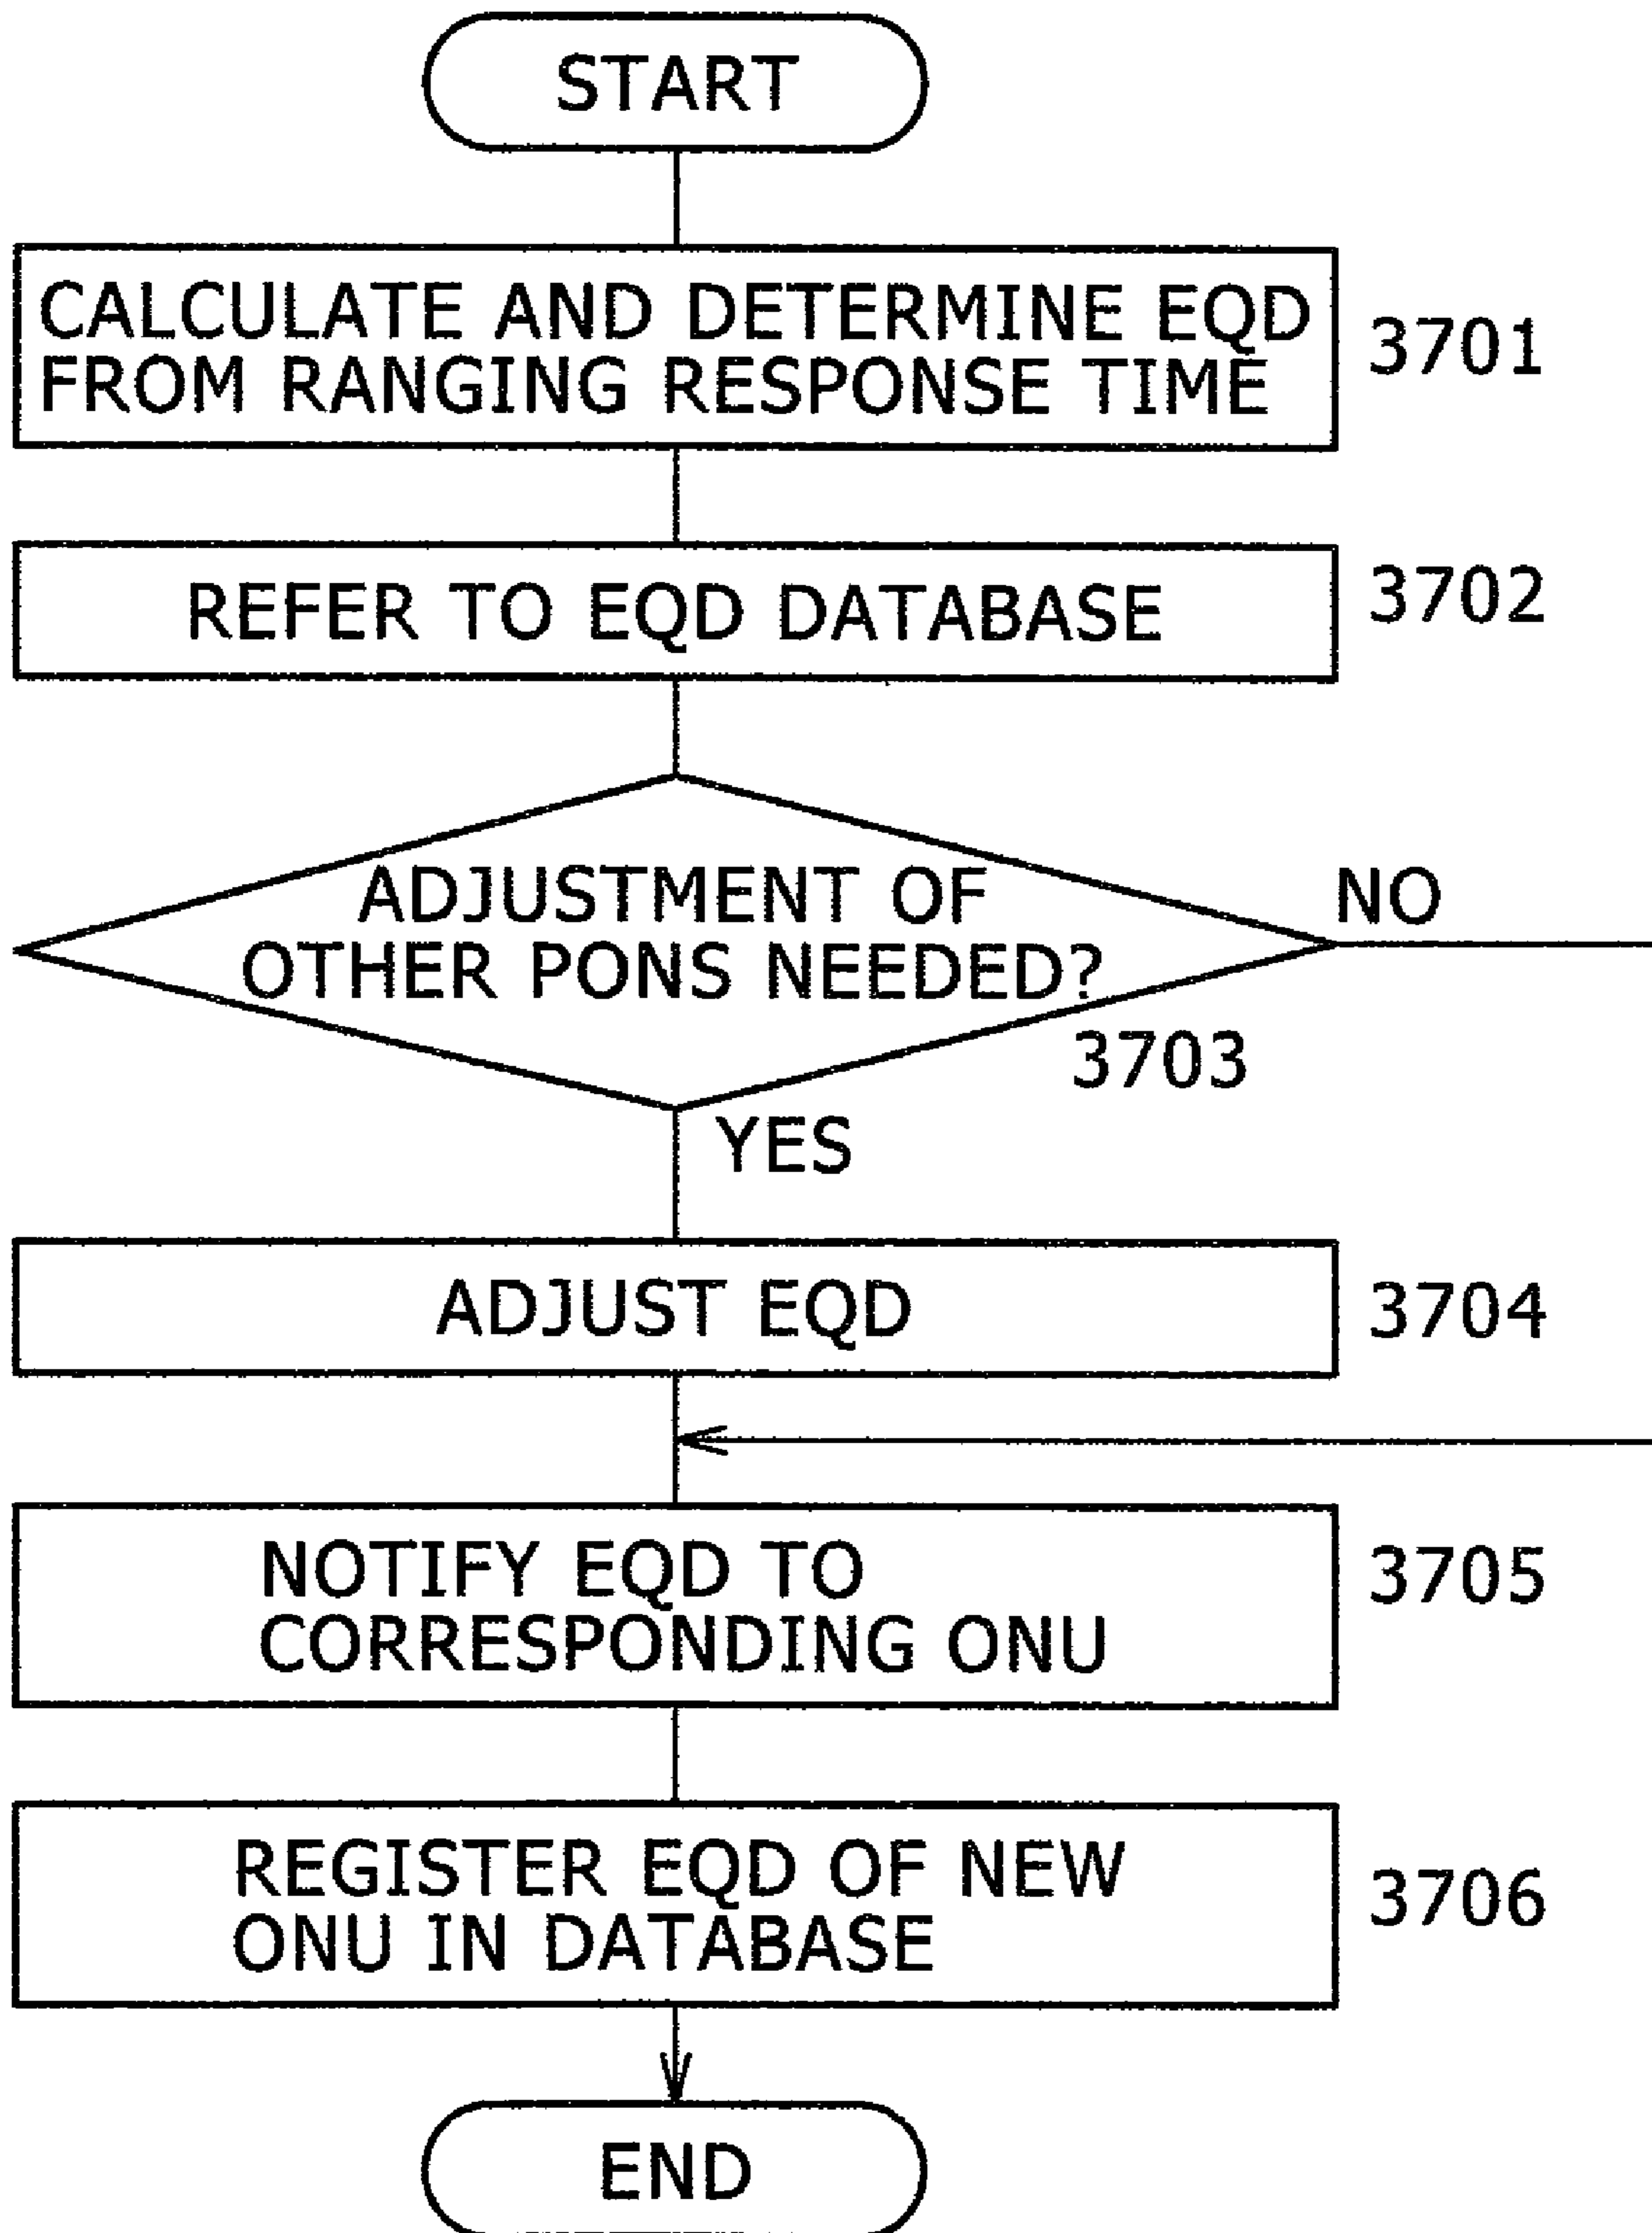 START
CALCULATE AND DETERMINE EQD
FROM RANGING RESPONSE TIME
3701
REFER TO EQD DATABASE
3702
ADJUSTMENT OF
OTHER PONS NEEDED?
NO
3703
YES
ADJUST EQD
3704
NOTIFY EQD TO
CORRESPONDING ONU
3705
REGISTER EQD OF NEW
ONU IN DATABASE
3706
END